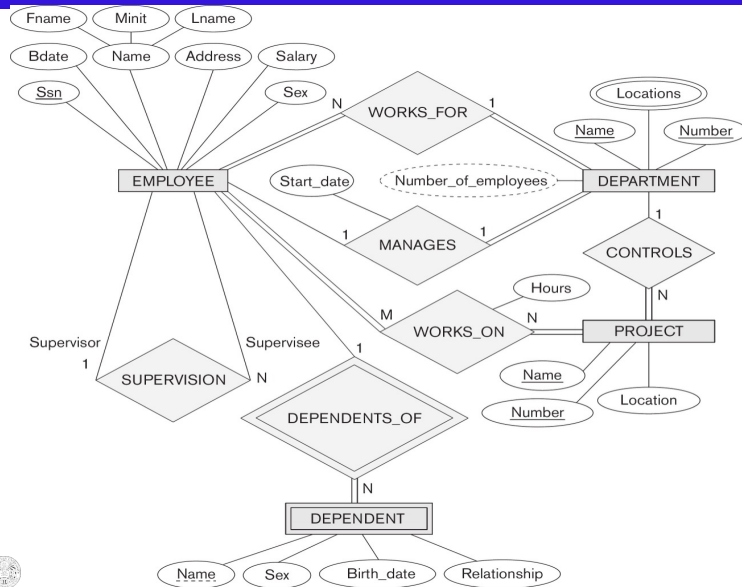 Fname Minit Lname
Bdate Name Address Salary
Ssn Sex
N WORKS_FOR 1
Locations
Name Number
EMPLOYEE
Start_date
Number_of_employees
DEPARTMENT
1 MANAGES 1
1
CONTROLS
N
Hours
M WORKS_ON N
PROJECT
Supervisor
1
Supervisee
N
SUPERVISION
1
Name
Number
Location
DEPENDENTS_OF
N
DEPENDENT
Name Sex Birth_date Relationship